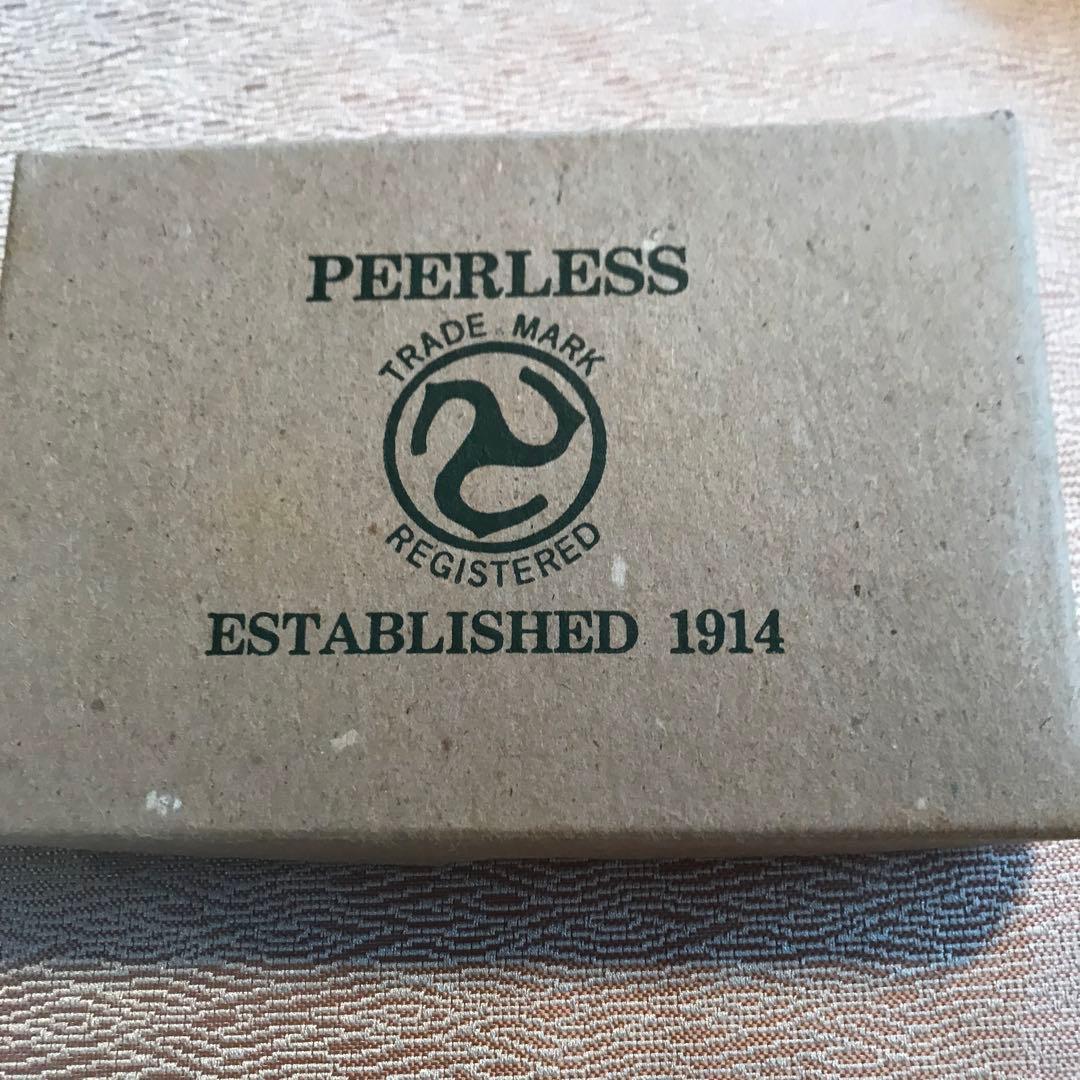 PEERLESS
TRADE MARK
REGISTERED
ESTABLISHED 1914